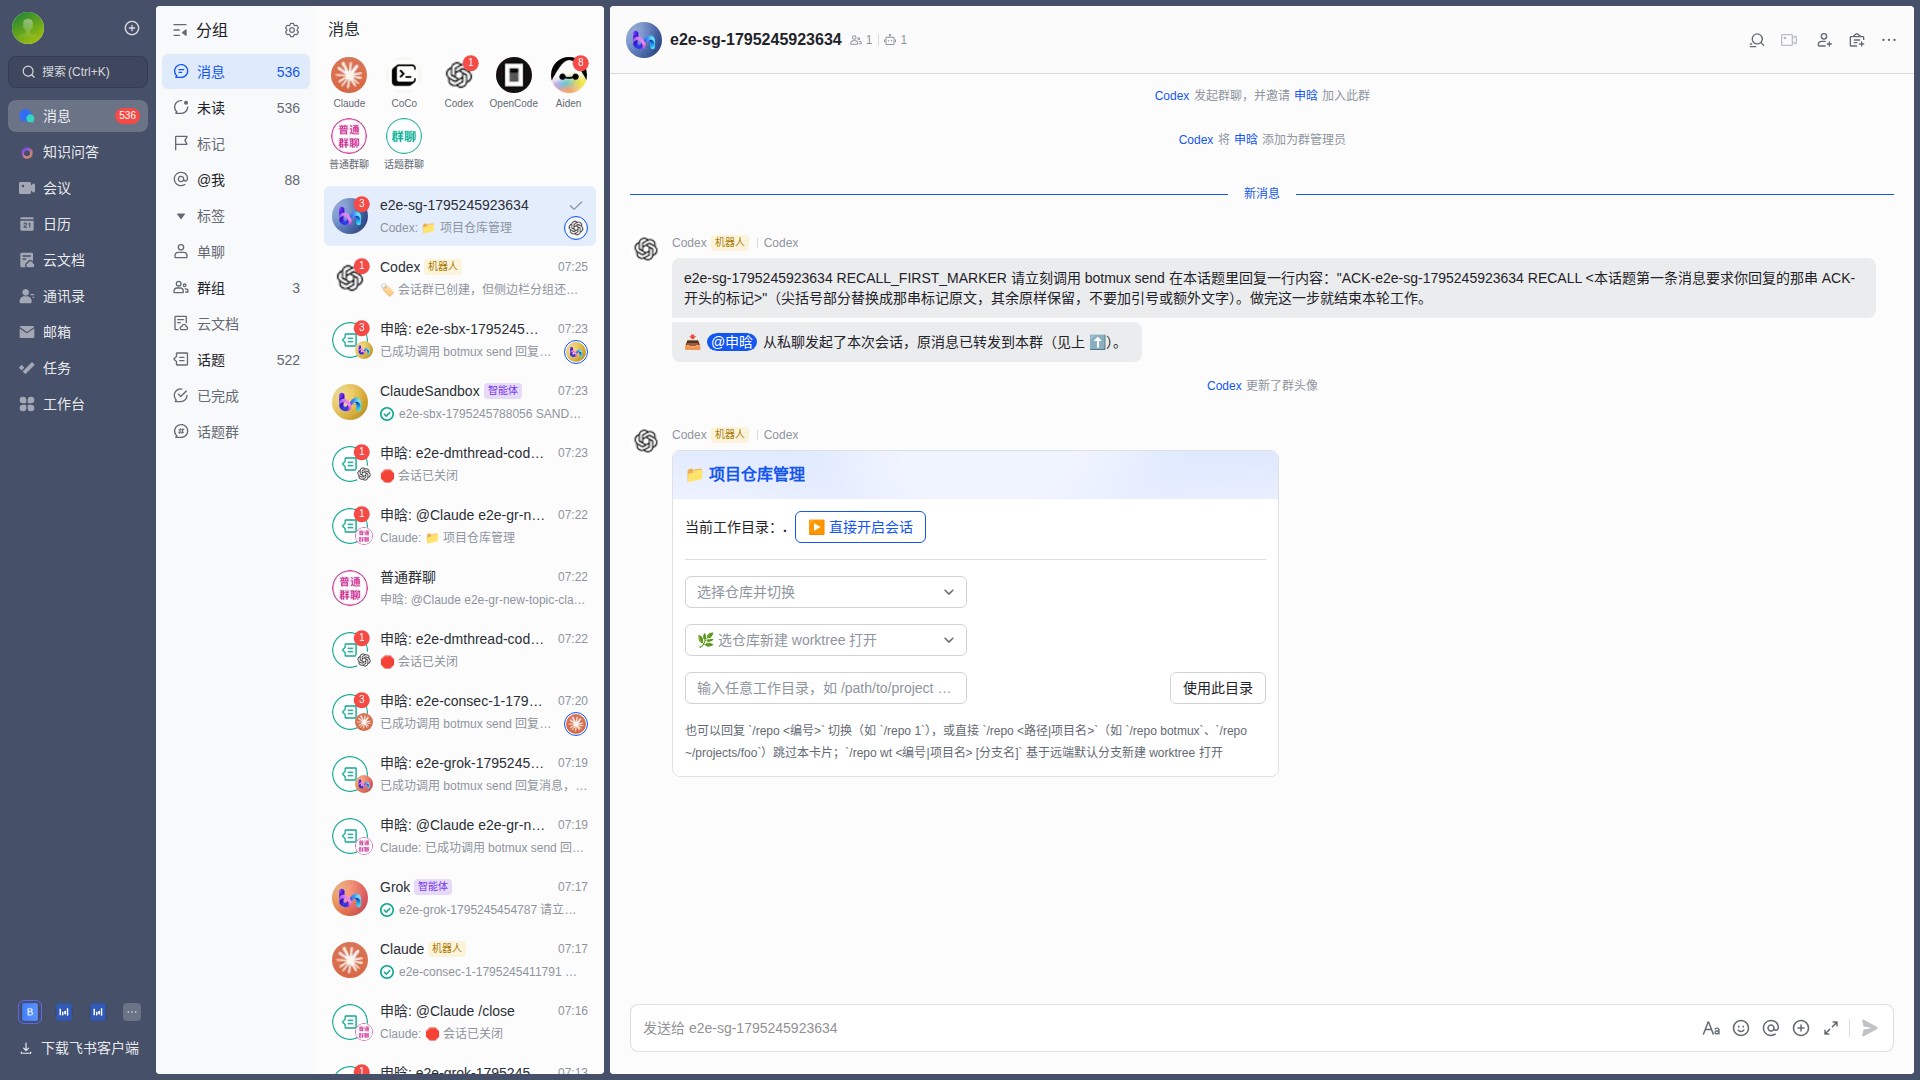 搜索 (Ctrl+K)
消息 536
知识问答
会议
日历
云文档
通讯录
邮箱
任务
工作台
下载飞书客户端
分组
消息 536
未读 536
标记
@我 88
标签
单聊
群组 3
云文档
话题 522
已完成
话题群
消息
Claude
CoCo
1
Codex
OpenCode
8
Aiden
普通群聊
普通群聊
群聊
话题群聊
3
e2e-sg-1795245923634
Codex: 📁 项目仓库管理
1
Codex 机器人 07:25
🏷️ 会话群已创建，但侧边栏分组还…
3
申晗: e2e-sbx-1795245… 07:23
已成功调用 botmux send 回复…
ClaudeSandbox 智能体 07:23
e2e-sbx-1795245788056 SAND…
1
申晗: e2e-dmthread-cod… 07:23
🛑 会话已关闭
1
申晗: @Claude e2e-gr-n… 07:22
Claude: 📁 项目仓库管理
普通群聊 07:22
申晗: @Claude e2e-gr-new-topic-cla…
1
申晗: e2e-dmthread-cod… 07:22
🛑 会话已关闭
3
申晗: e2e-consec-1-179… 07:20
已成功调用 botmux send 回复…
申晗: e2e-grok-1795245… 07:19
已成功调用 botmux send 回复消息，…
申晗: @Claude e2e-gr-n… 07:19
Claude: 已成功调用 botmux send 回…
Grok 智能体 07:17
e2e-grok-1795245454787 请立…
Claude 机器人 07:17
e2e-consec-1-1795245411791 …
申晗: @Claude /close 07:16
Claude: 🛑 会话已关闭
1
申晗: e2e-grok-1795245… 07:13
e2e-sg-1795245923634 1 1
Codex 发起群聊，并邀请 申晗 加入此群
Codex 将 申晗 添加为群管理员
新消息
Codex 机器人 | Codex
e2e-sg-1795245923634 RECALL_FIRST_MARKER 请立刻调用 botmux send 在本话题里回复一行内容："ACK-e2e-sg-1795245923634 RECALL <本话题第一条消息要求你回复的那串 ACK-
开头的标记>"（尖括号部分替换成那串标记原文，其余原样保留，不要加引号或额外文字）。做完这一步就结束本轮工作。
📥 @申晗 从私聊发起了本次会话，原消息已转发到本群（见上 ⬆️）。
Codex 更新了群头像
Codex 机器人 | Codex
📁 项目仓库管理
当前工作目录：. ▶️ 直接开启会话
选择仓库并切换
🌿 选仓库新建 worktree 打开
输入任意工作目录，如 /path/to/project … 使用此目录
也可以回复 `/repo <编号>` 切换（如 `/repo 1`），或直接 `/repo <路径|项目名>`（如 `/repo botmux`、`/repo
~/projects/foo`）跳过本卡片；`/repo wt <编号|项目名> [分支名]` 基于远端默认分支新建 worktree 打开
发送给 e2e-sg-1795245923634